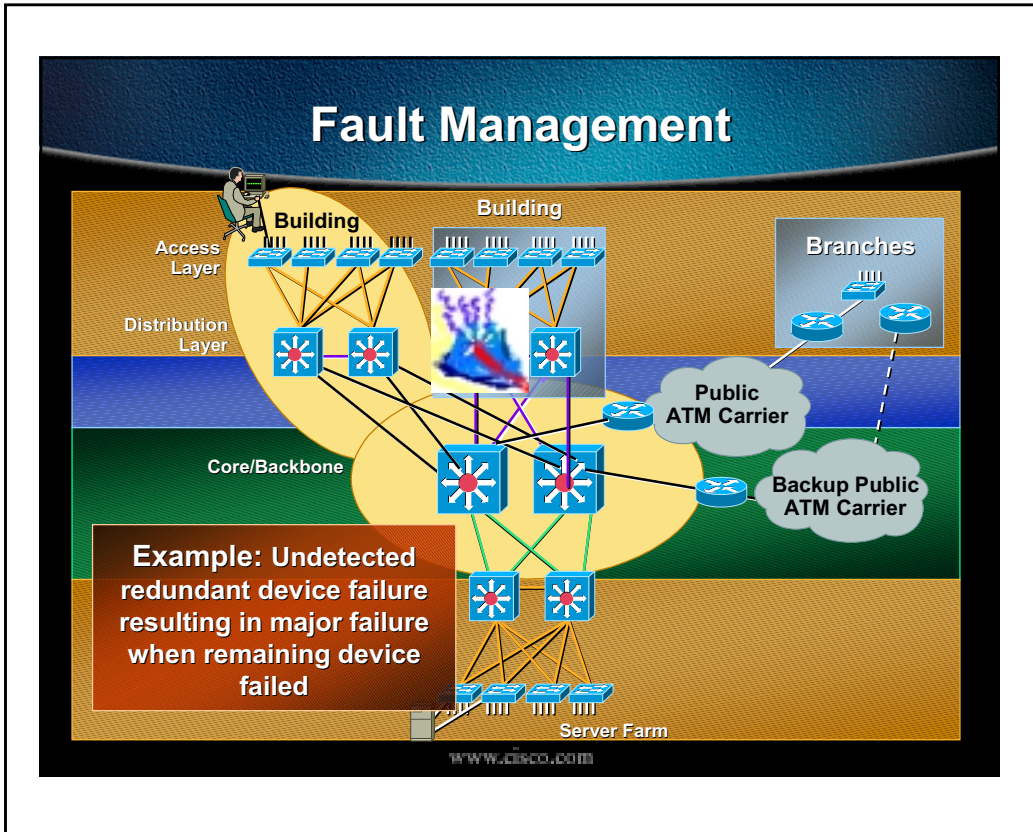 Fault Management
Building
Building
Access
Layer
Branches
Distribution
Layer
Public
ATM Carrier
Core/Backbone
Backup Public
ATM Carrier
Example: Undetected
redundant device failure
resulting in major failure
when remaining device
failed
Server Farm
www.cisco.com